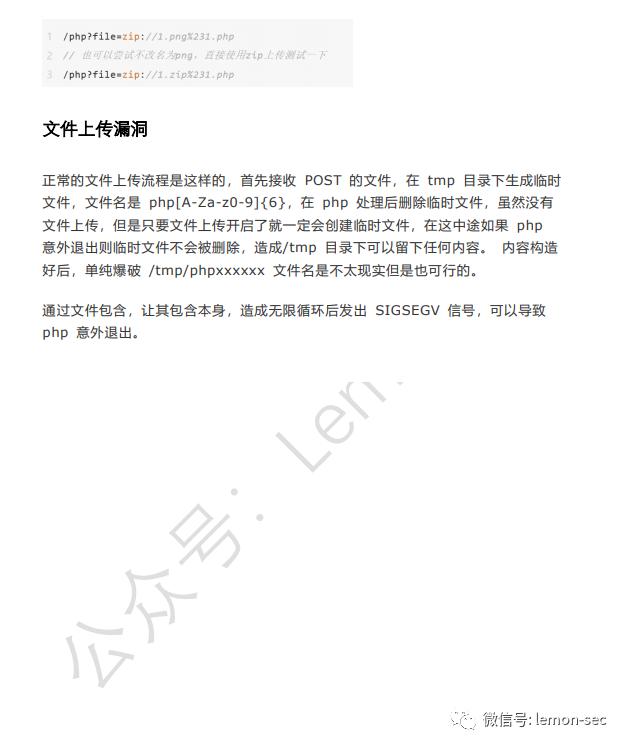 1 /php?file=zip://1.png%231.php
2 // 也可以尝试不改名为png，直接使用zip上传测试一下
3 /php?file=zip://1.zip%231.php
文件上传漏洞
正常的文件上传流程是这样的，首先接收 POST 的文件，在 tmp 目录下生成临时
文件，文件名是 php[A-Za-z0-9]{6}，在 php 处理后删除临时文件，虽然没有
文件上传，但是只要文件上传开启了就一定会创建临时文件，在这中途如果 php
意外退出则临时文件不会被删除，造成/tmp 目录下可以留下任何内容。 内容构造
好后，单纯爆破 /tmp/phpxxxxxx 文件名是不太现实但是也可行的。
通过文件包含，让其包含本身，造成无限循环后发出 SIGSEGV 信号，可以导致
php 意外退出。
公众号：Lem
微信号: lemon-sec